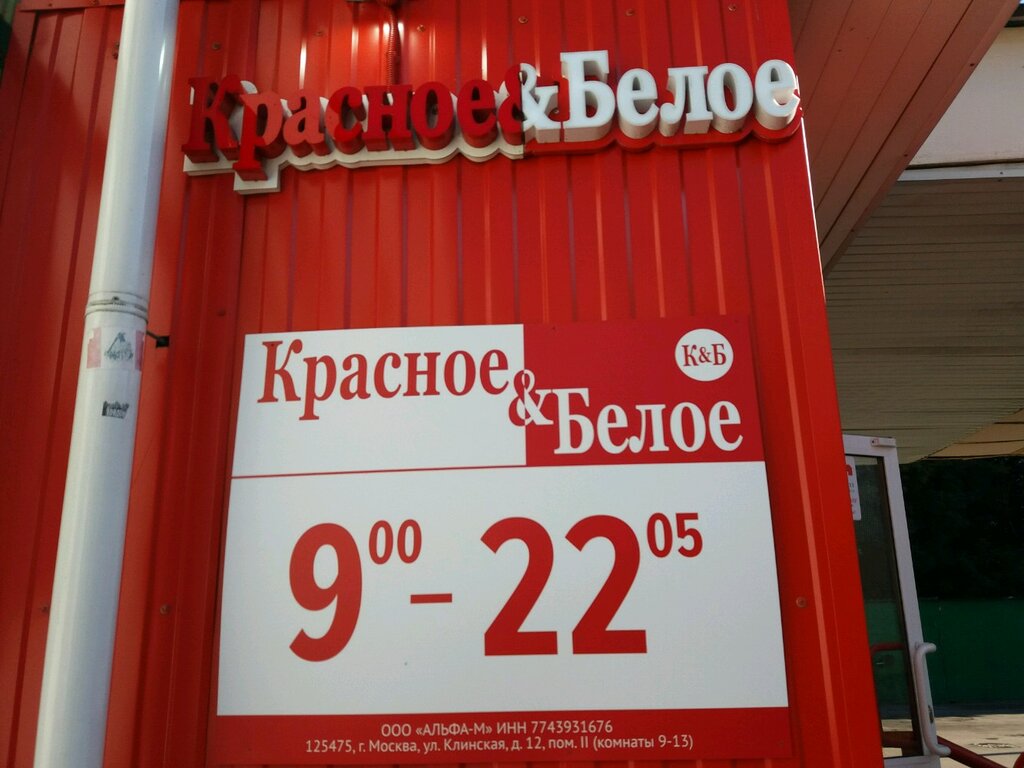 Красное&Белое
К&Б
Красное
&
Белое
9⁰⁰ – 22⁰⁵
ООО «АЛЬФА-М» ИНН 7743931676
125475, г. Москва, ул. Клинская, д. 12, пом. II (комнаты 9-13)